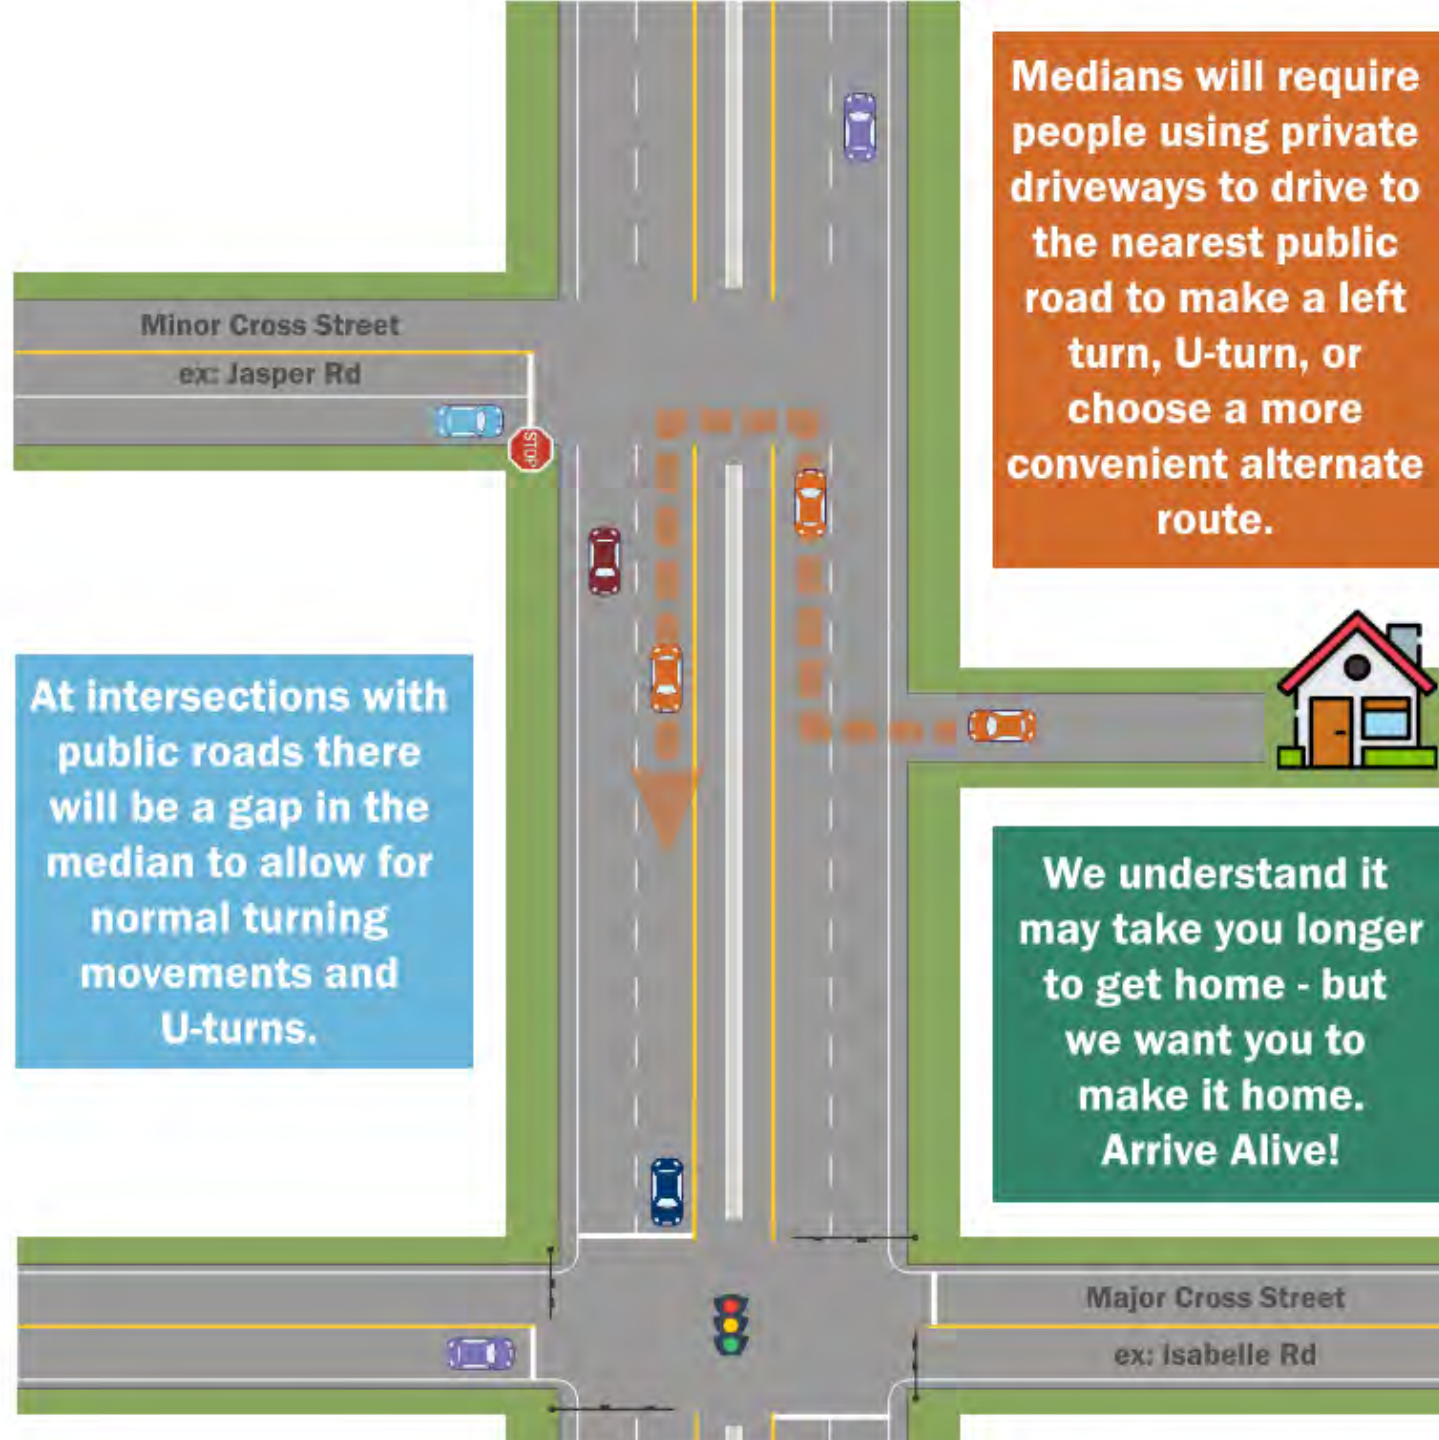 Medians will require
people using private
driveways to drive to
the nearest public
road to make a left
turn, U-turn, or
choose a more
convenient alternate
route.
Minor Cross Street
ex: Jasper Rd
STOP
At intersections with
public roads there
will be a gap in the
median to allow for
normal turning
movements and
U-turns.
We understand it
may take you longer
to get home - but
we want you to
make it home.
Arrive Alive!
Major Cross Street
ex: Isabelle Rd